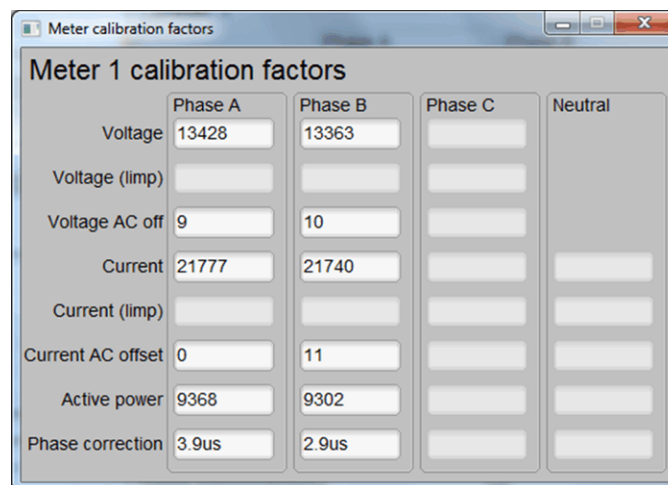 Meter calibration factors
Meter 1 calibration factors
Phase A Phase B Phase C Neutral
Voltage 13428 13363
Voltage (limp)
Voltage AC off 9 10
Current 21777 21740
Current (limp)
Current AC offset 0 11
Active power 9368 9302
Phase correction 3.9us 2.9us